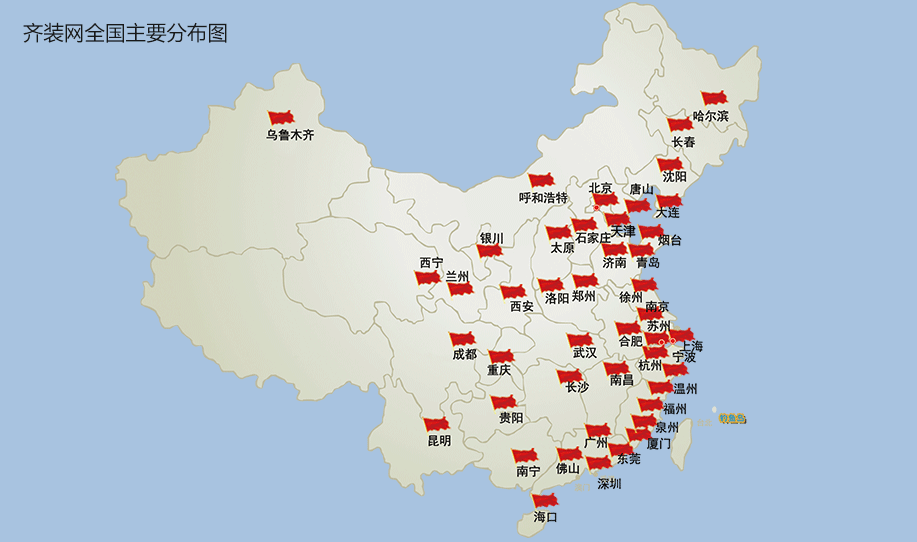 齐装网全国主要分布图
哈尔滨
乌鲁木齐
长春
沈阳
呼和浩特
北京
唐山
大连
天津
石家庄
太原
烟台
银川
济南
青岛
西宁
兰州
西安
洛阳
郑州
徐州
南京
苏州
合肥
上海
成都
重庆
武汉
杭州
宁波
长沙
南昌
温州
贵阳
福州
昆明
泉州
广州
厦门
南宁
佛山
东莞
深圳
海口
钓鱼岛